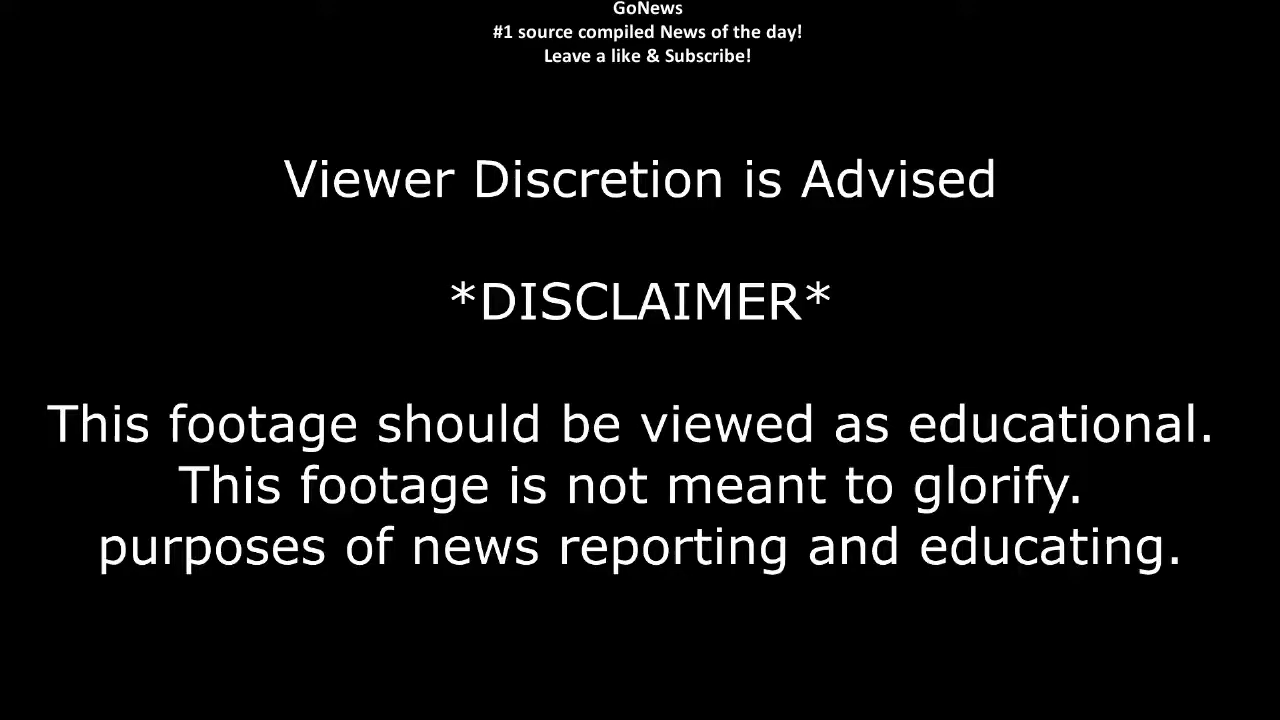 GoNews
#1 source compiled News of the day!
Leave a like & Subscribe!
Viewer Discretion is Advised
*DISCLAIMER*
This footage should be viewed as educational.
This footage is not meant to glorify.
purposes of news reporting and educating.